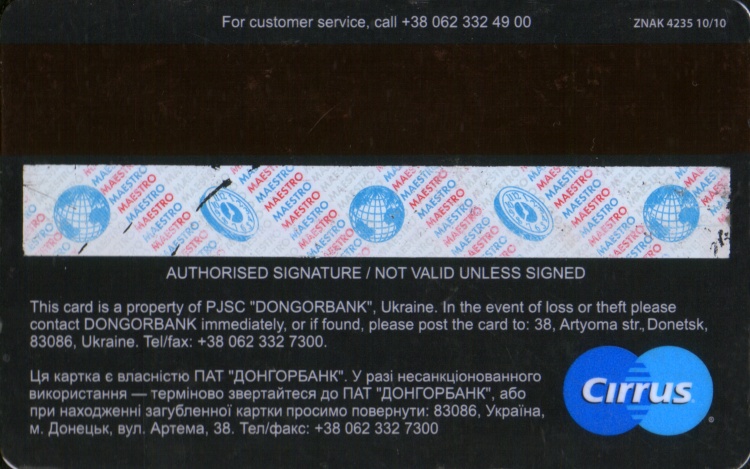 For customer service, call +38 062 332 49 00
ZNAK 4235 10/10
MAESTRO MAESTRO MAESTRO MAESTRO
AUTHORISED SIGNATURE / NOT VALID UNLESS SIGNED
This card is a property of PJSC "DONGORBANK", Ukraine. In the event of loss or theft please
contact DONGORBANK immediately, or if found, please post the card to: 38, Artyoma str., Donetsk,
83086, Ukraine. Tel/fax: +38 062 332 7300.
Ця картка є власністю ПАТ "ДОНГОРБАНК". У разі несанкціонованого
використання — терміново звертайтеся до ПАТ "ДОНГОРБАНК", або
при находженні загубленної картки просимо повернути: 83086, Україна,
м. Донецьк, вул. Артема, 38. Тел/факс: +38 062 332 7300
Cirrus